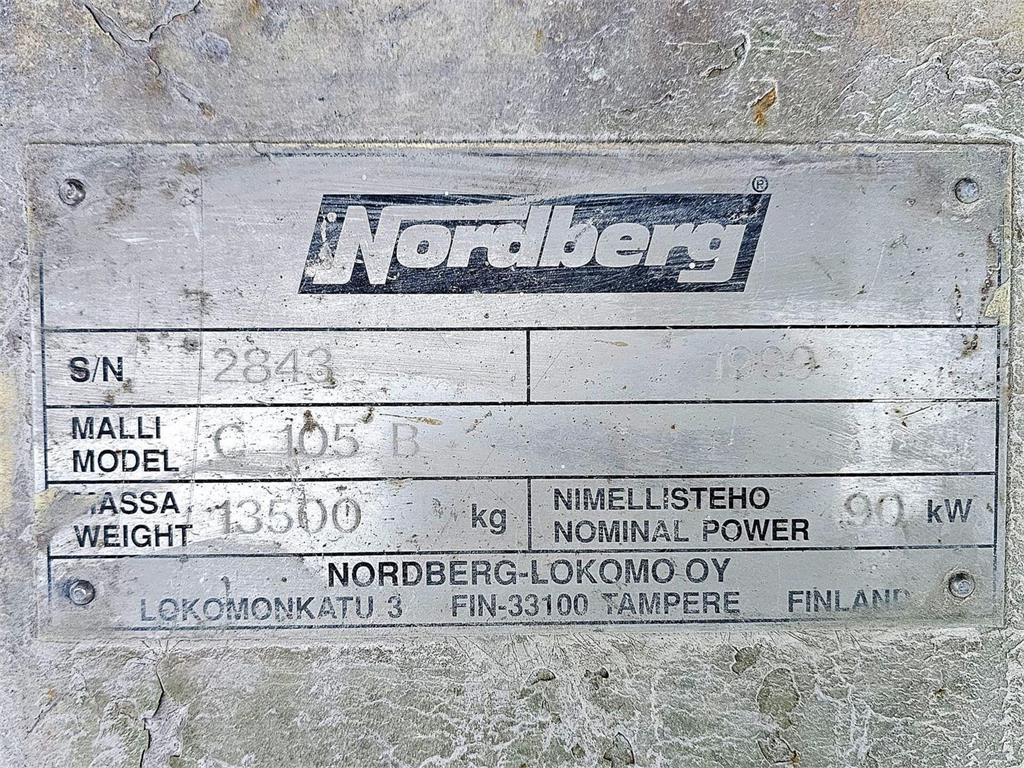 Nordberg®
S/N 2843
MALLI
MODEL C 105 B
MASSA
WEIGHT 13500 kg
NIMELLISTEHO
NOMINAL POWER 90 kW
NORDBERG-LOKOMO OY
LOKOMONKATU 3 FIN-33100 TAMPERE FINLAND